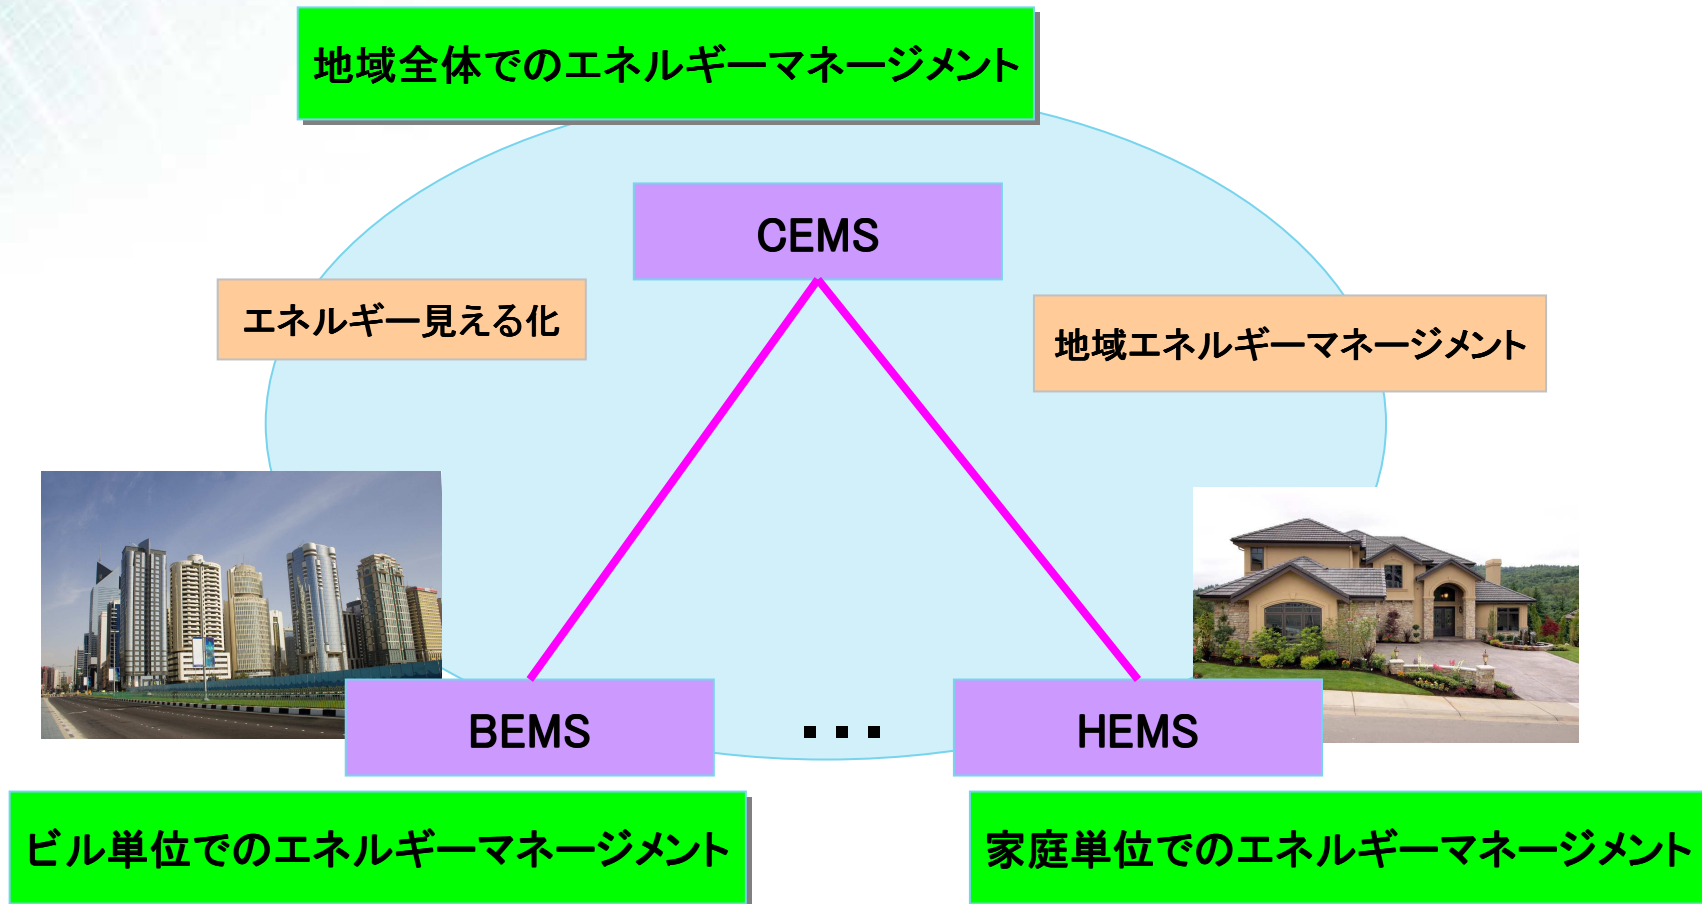 地域全体でのエネルギーマネージメント
CEMS
エネルギー見える化
地域エネルギーマネージメント
BEMS
・・・
HEMS
ビル単位でのエネルギーマネージメント
家庭単位でのエネルギーマネージメント